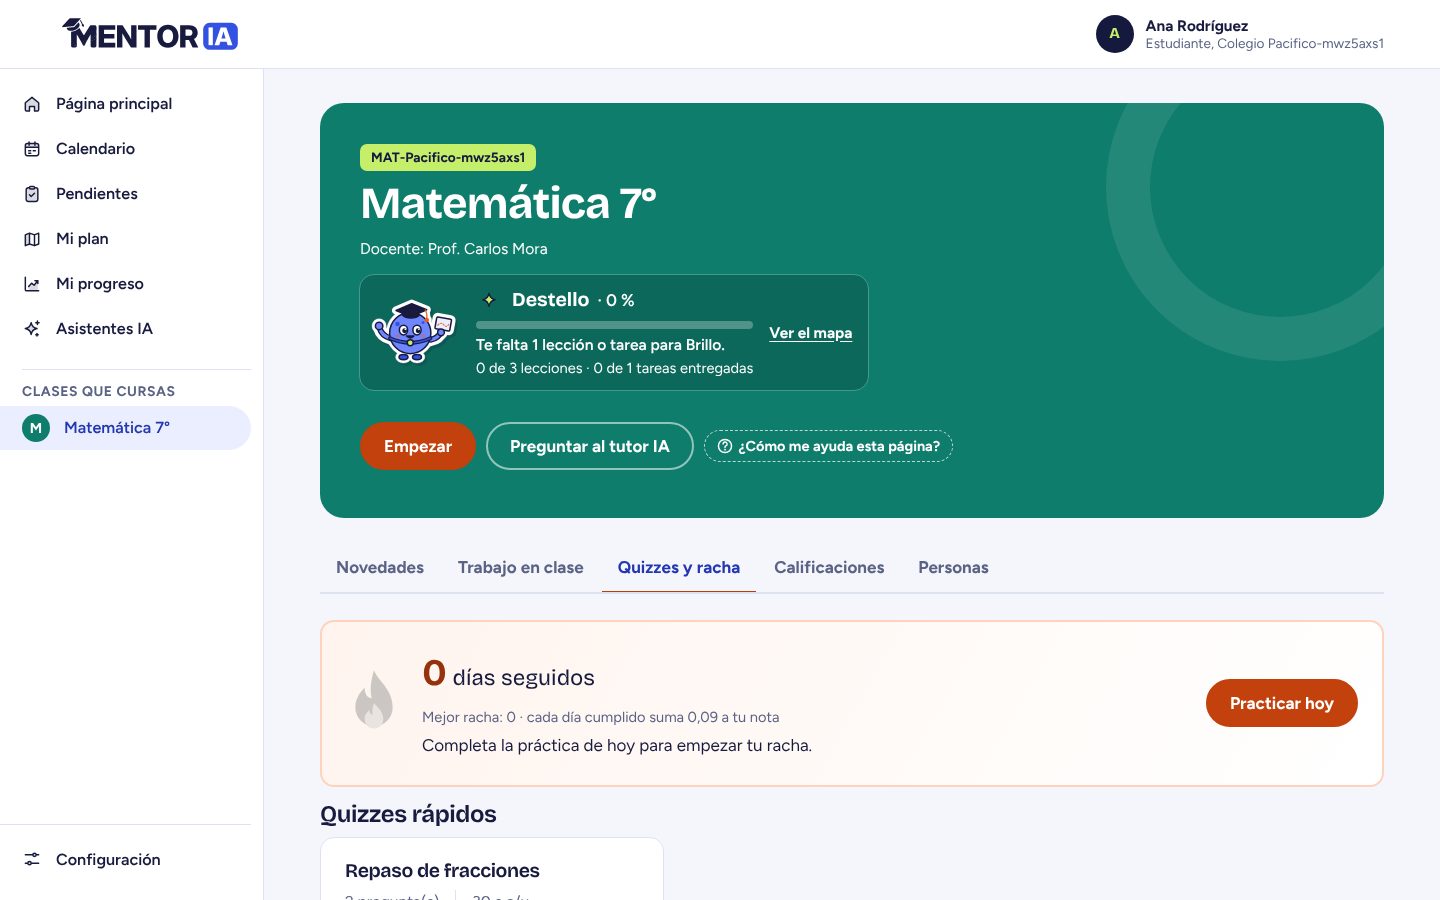 MENTOR IA
A
Ana Rodríguez
Estudiante, Colegio Pacifico-mwz5axs1
Página principal
Calendario
Pendientes
Mi plan
Mi progreso
Asistentes IA
CLASES QUE CURSAS
M
Matemática 7°
Configuración
MAT-Pacifico-mwz5axs1
Matemática 7°
Docente: Prof. Carlos Mora
Destello · 0 %
Te falta 1 lección o tarea para Brillo.
0 de 3 lecciones · 0 de 1 tareas entregadas
Ver el mapa
Empezar
Preguntar al tutor IA
¿Cómo me ayuda esta página?
Novedades
Trabajo en clase
Quizzes y racha
Calificaciones
Personas
0 días seguidos
Mejor racha: 0 · cada día cumplido suma 0,09 a tu nota
Completa la práctica de hoy para empezar tu racha.
Practicar hoy
Quizzes rápidos
Repaso de fracciones